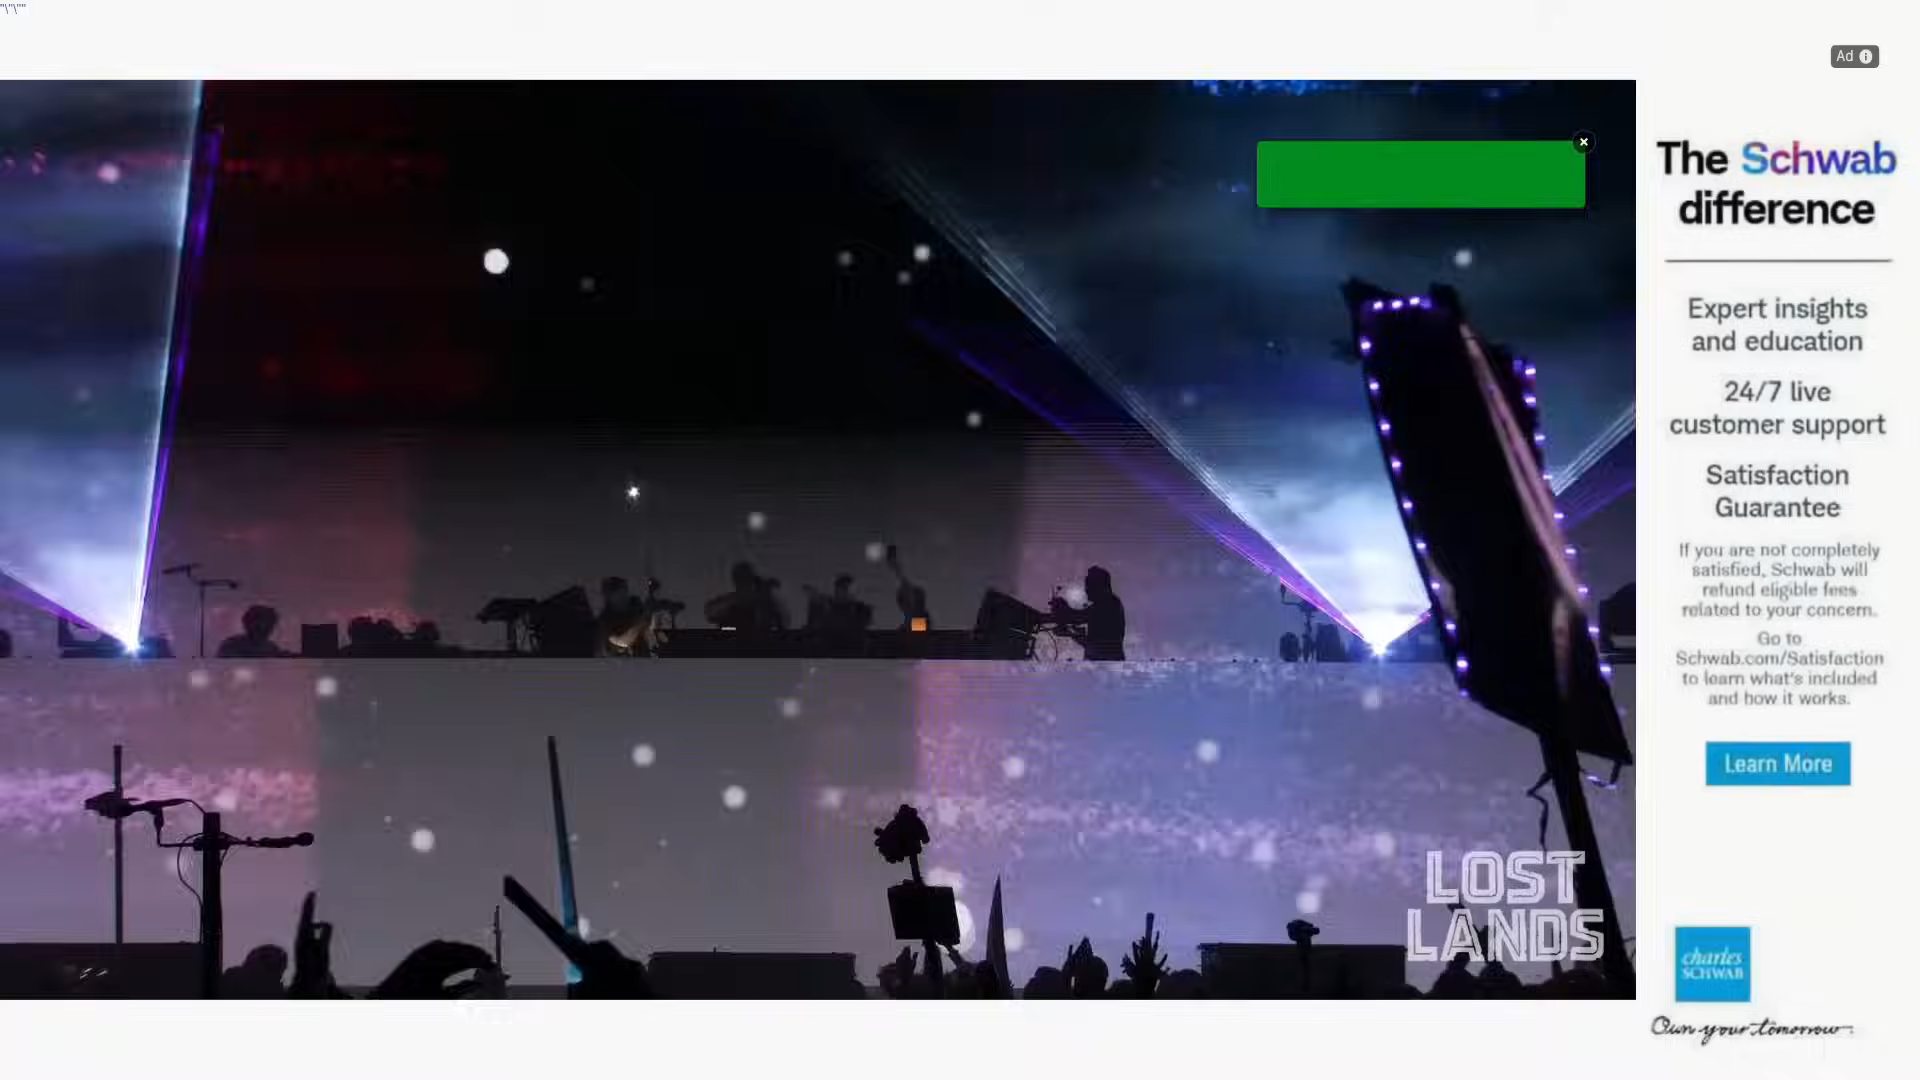 "\"\""
Ad
The Schwab
difference
Expert insights
and education
24/7 live
customer support
Satisfaction
Guarantee
If you are not completely
satisfied, Schwab will
refund eligible fees
related to your concern.
Go to
Schwab.com/Satisfaction
to learn what's included
and how it works.
Learn More
LOST
LANDS
charles
SCHWAB
Own your tomorrow.